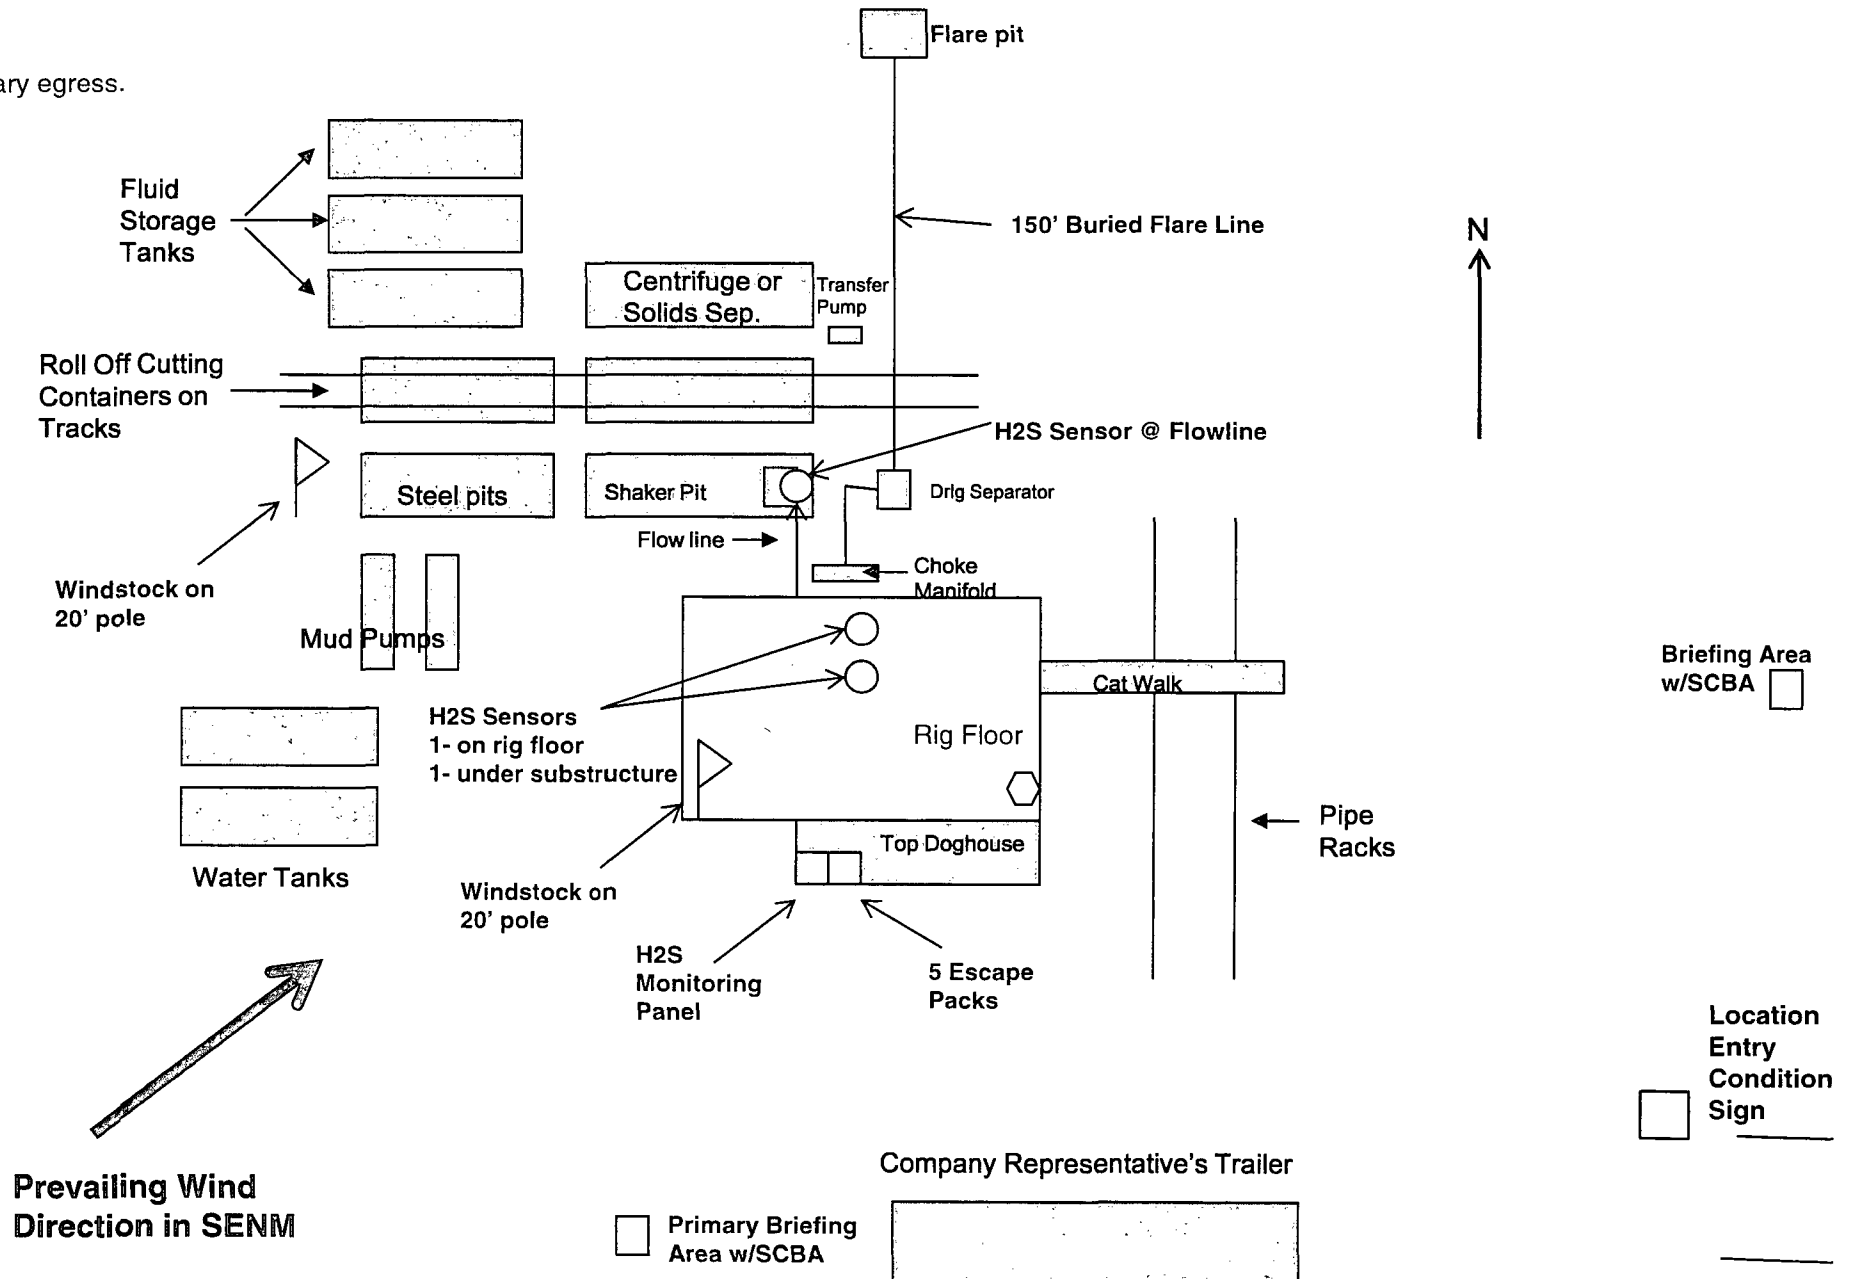 Flare pit
ary egress.
Fluid
Storage
Tanks
150' Buried Flare Line
N
Centrifuge or
Solids Sep.
Transfer
Pump
Roll Off Cutting
Containers on
Tracks
H2S Sensor @ Flowline
Steel pits
Shaker Pit
Drlg Separator
Flow line
Choke
Manifold
Windstock on
20' pole
Mud Pumps
Briefing Area
w/SCBA
Cat Walk
H2S Sensors
1- on rig floor
1- under substructure
Rig Floor
Pipe
Racks
Top Doghouse
Water Tanks
Windstock on
20' pole
H2S
Monitoring
Panel
5 Escape
Packs
Location
Entry
Condition
Sign
Company Representative's Trailer
Prevailing Wind
Direction in SENM
Primary Briefing
Area w/SCBA